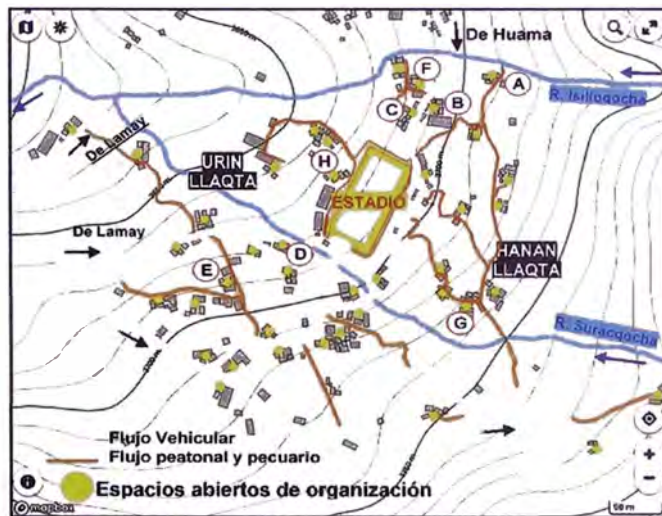 De Huama
F
A
R. Isilloqocha
C
B
De Lamay
URIN
LLAQTA
H
ESTADIO
De Lamay
D
HANAN
LLAQTA
E
G
R. Suracqocha
Flujo Vehicular
Flujo peatonal y pecuario
Espacios abiertos de organización
mapbox
50 m